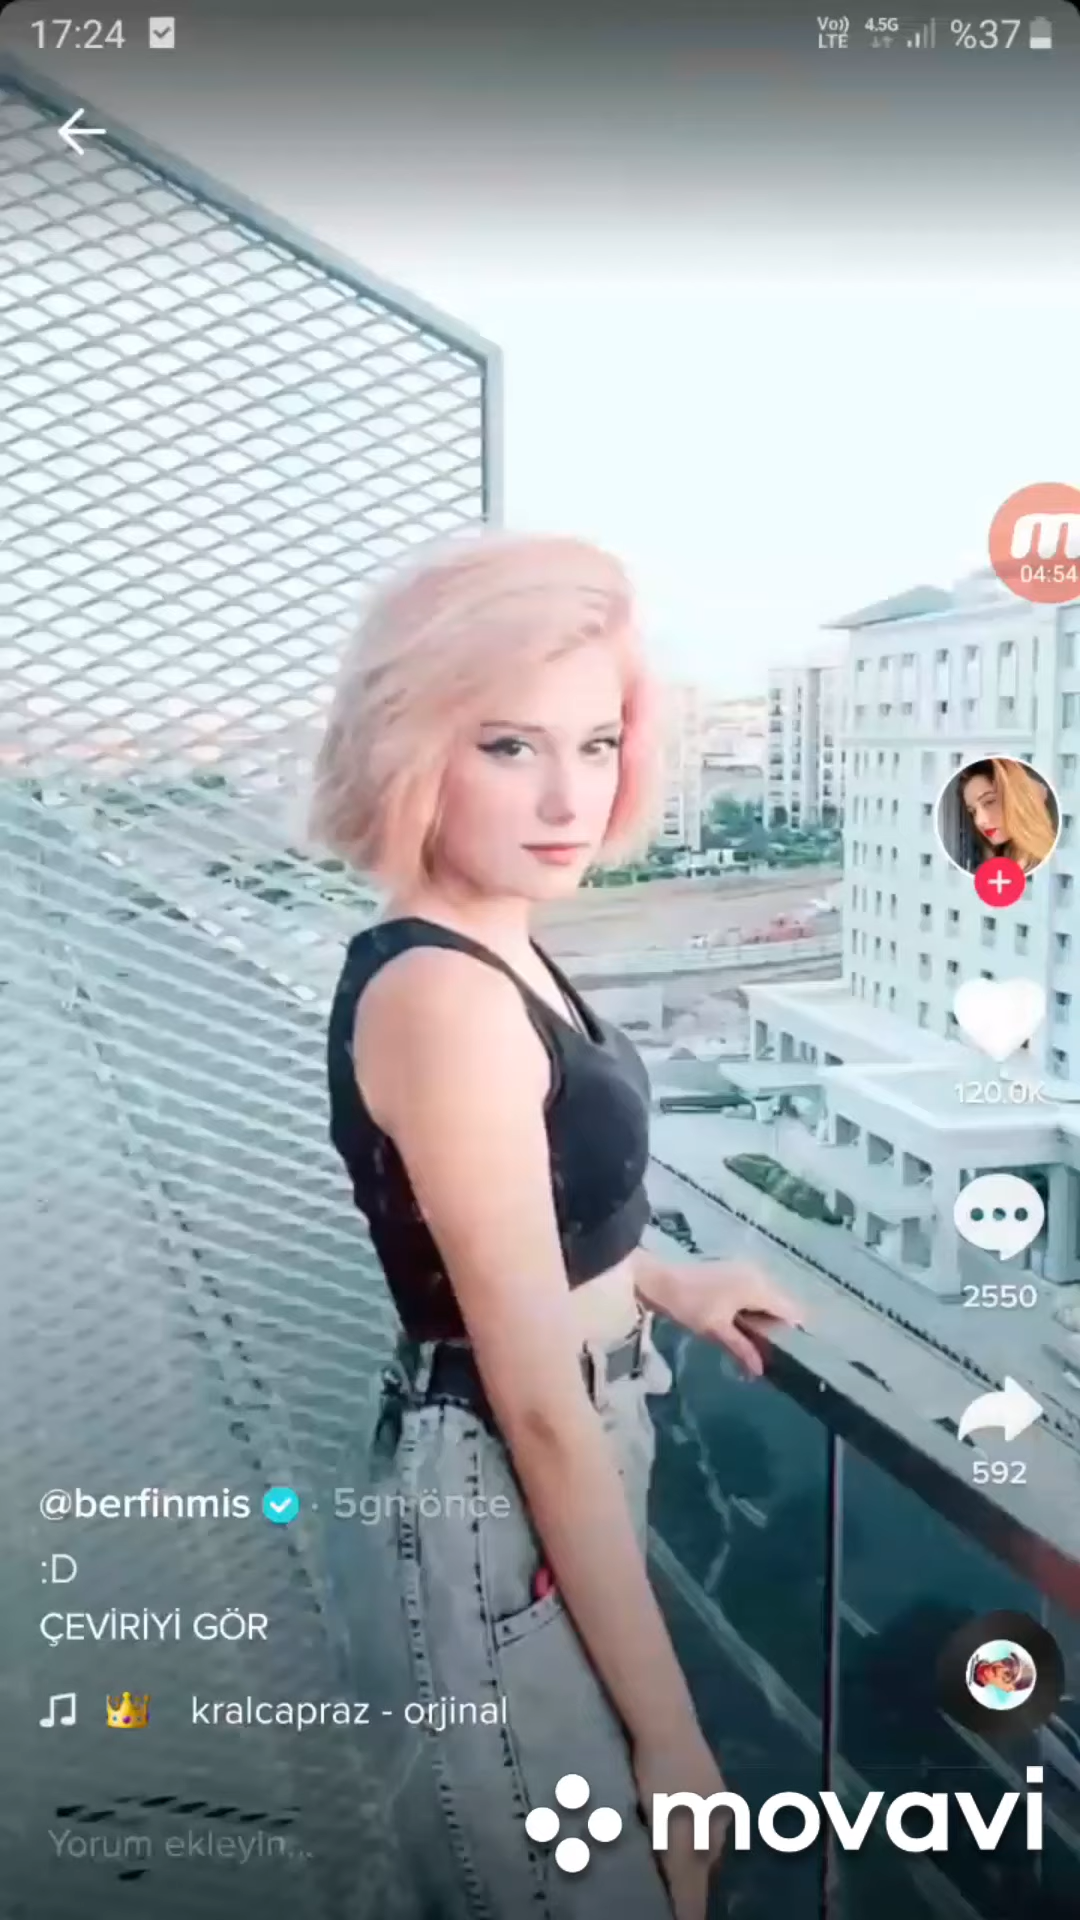 17:24
Vo)) LTE 4.5G %37
m
04:54
120.0K
2550
592
@berfinmis · 5gn önce
:D
ÇEVİRİYİ GÖR
kralcapraz - orjinal
movavi
Yorum ekleyin...